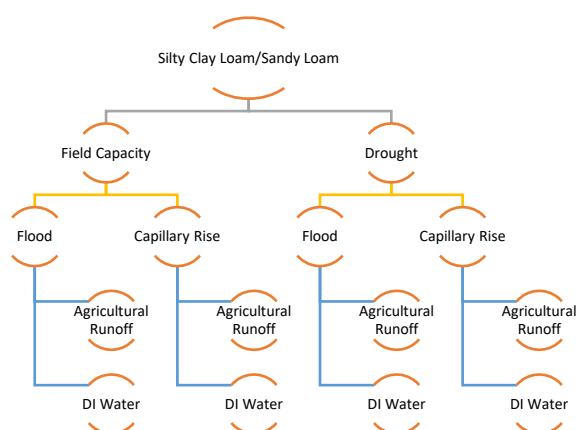 Silty Clay Loam/Sandy Loam
Field Capacity
Drought
Flood
Capillary Rise
Flood
Capillary Rise
Agricultural
Runoff
Agricultural
Runoff
Agricultural
Runoff
Agricultural
Runoff
DI Water
DI Water
DI Water
DI Water